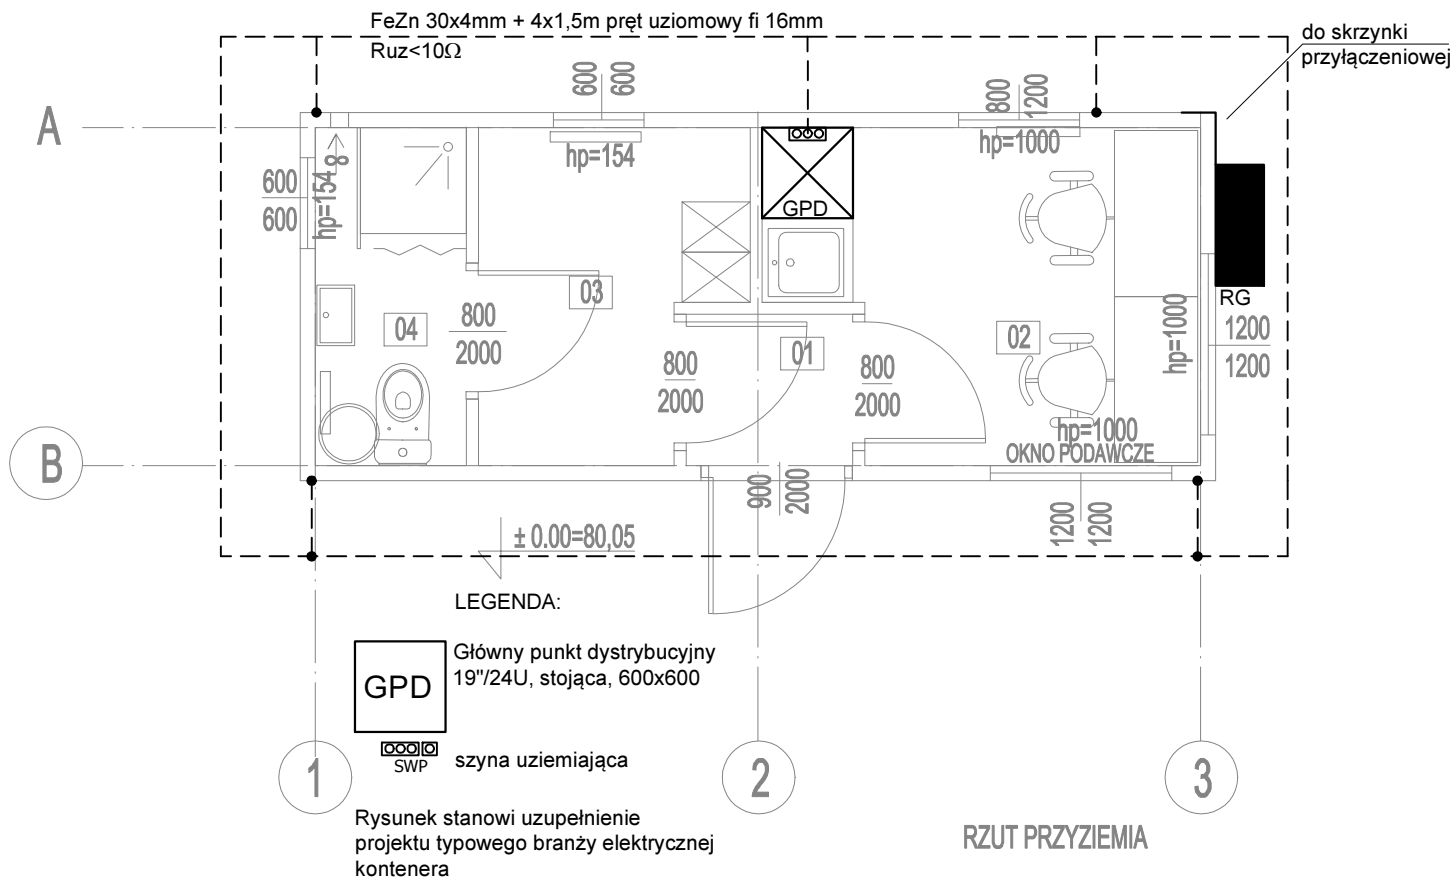 FeZn 30x4mm + 4x1,5m pręt uziomowy fi 16mm
Ruz<10Ω
do skrzynki
przyłączeniowej
A
600
600
800
1200
hp=154
hp=1000
8
600
600
hp=154
GPD
03
04
800
2000
01
02
800
2000
800
2000
hp=1000
RG
1200
1200
B
hp=1000
OKNO PODAWCZE
900
2000
1200
1200
± 0.00=80,05
LEGENDA:
GPD
Główny punkt dystrybucyjny
19"/24U, stojąca, 600x600
SWP
szyna uziemiająca
1
2
3
Rysunek stanowi uzupełnienie
projektu typowego branży elektrycznej
kontenera
RZUT PRZYZIEMIA